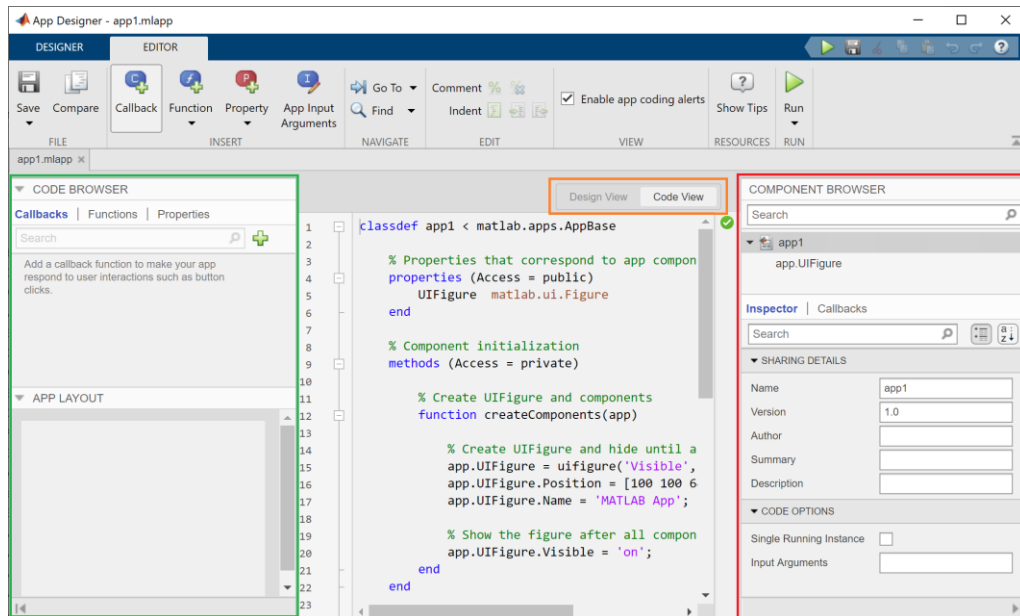 App Designer - app1.mlapp
DESIGNER EDITOR
Save Compare Callback Function Property App Input Arguments
Go To
Find
Comment
Indent
Enable app coding alerts
Show Tips Run
FILE INSERT NAVIGATE EDIT VIEW RESOURCES RUN
app1.mlapp
CODE BROWSER
Callbacks | Functions | Properties
Search
Add a callback function to make your app
respond to user interactions such as button
clicks.
APP LAYOUT
Design View Code View
1 classdef app1 < matlab.apps.AppBase
2
3 % Properties that correspond to app compon
4 properties (Access = public)
5 UIFigure matlab.ui.Figure
6 end
7
8 % Component initialization
9 methods (Access = private)
10
11 % Create UIFigure and components
12 function createComponents(app)
13
14 % Create UIFigure and hide until a
15 app.UIFigure = uifigure('Visible',
16 app.UIFigure.Position = [100 100 6
17 app.UIFigure.Name = 'MATLAB App';
18
19 % Show the figure after all compon
20 app.UIFigure.Visible = 'on';
21 end
22 end
23
COMPONENT BROWSER
Search
app1
app.UIFigure
Inspector | Callbacks
Search
SHARING DETAILS
Name app1
Version 1.0
Author
Summary
Description
CODE OPTIONS
Single Running Instance
Input Arguments